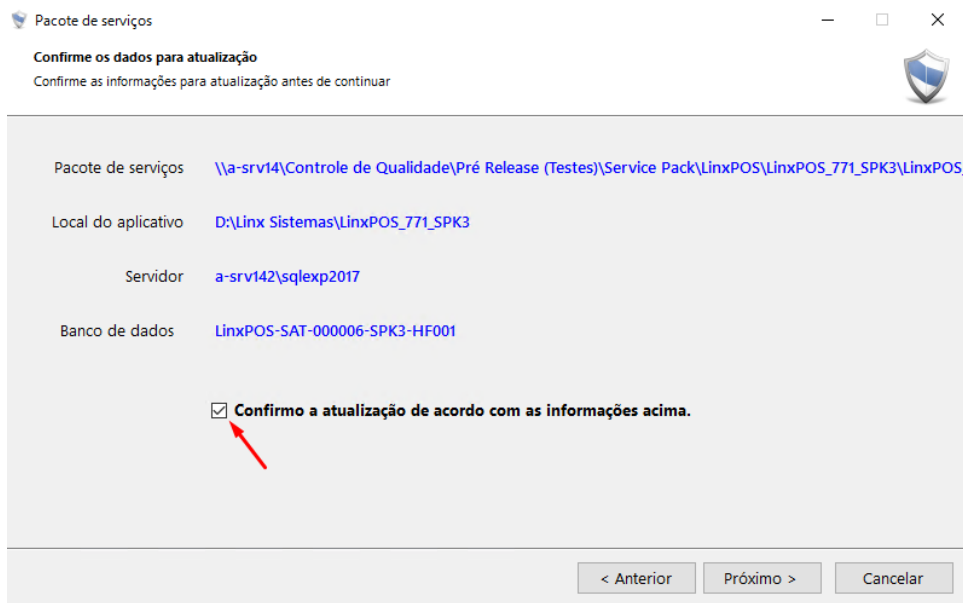 Pacote de serviços
Confirme os dados para atualização
Confirme as informações para atualização antes de continuar
Pacote de serviços \\a-srv14\Controle de Qualidade\Pré Release (Testes)\Service Pack\LinxPOS\LinxPOS_771_SPK3\LinxPOS_
Local do aplicativo D:\Linx Sistemas\LinxPOS_771_SPK3
Servidor a-srv142\sqlexp2017
Banco de dados LinxPOS-SAT-000006-SPK3-HF001
Confirmo a atualização de acordo com as informações acima.
< Anterior Próximo > Cancelar